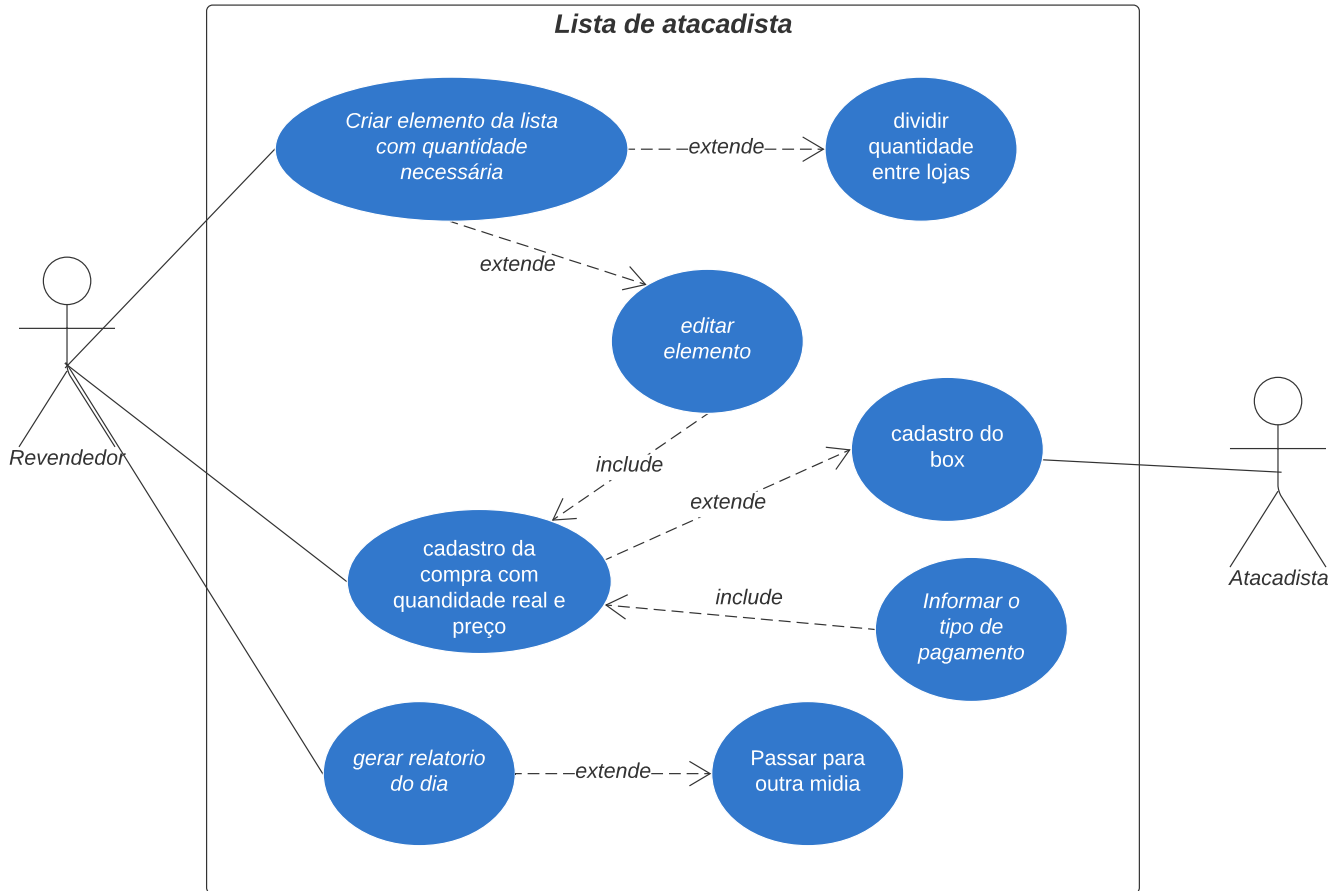 Lista de atacadista
Criar elemento da lista
com quantidade
necessária
extende
dividir
quantidade
entre lojas
extende
editar
elemento
Revendedor
include
cadastro do
box
extende
cadastro da
compra com
quandidade real e
preço
include
Informar o
tipo de
pagamento
Atacadista
gerar relatorio
do dia
extende
Passar para
outra midia